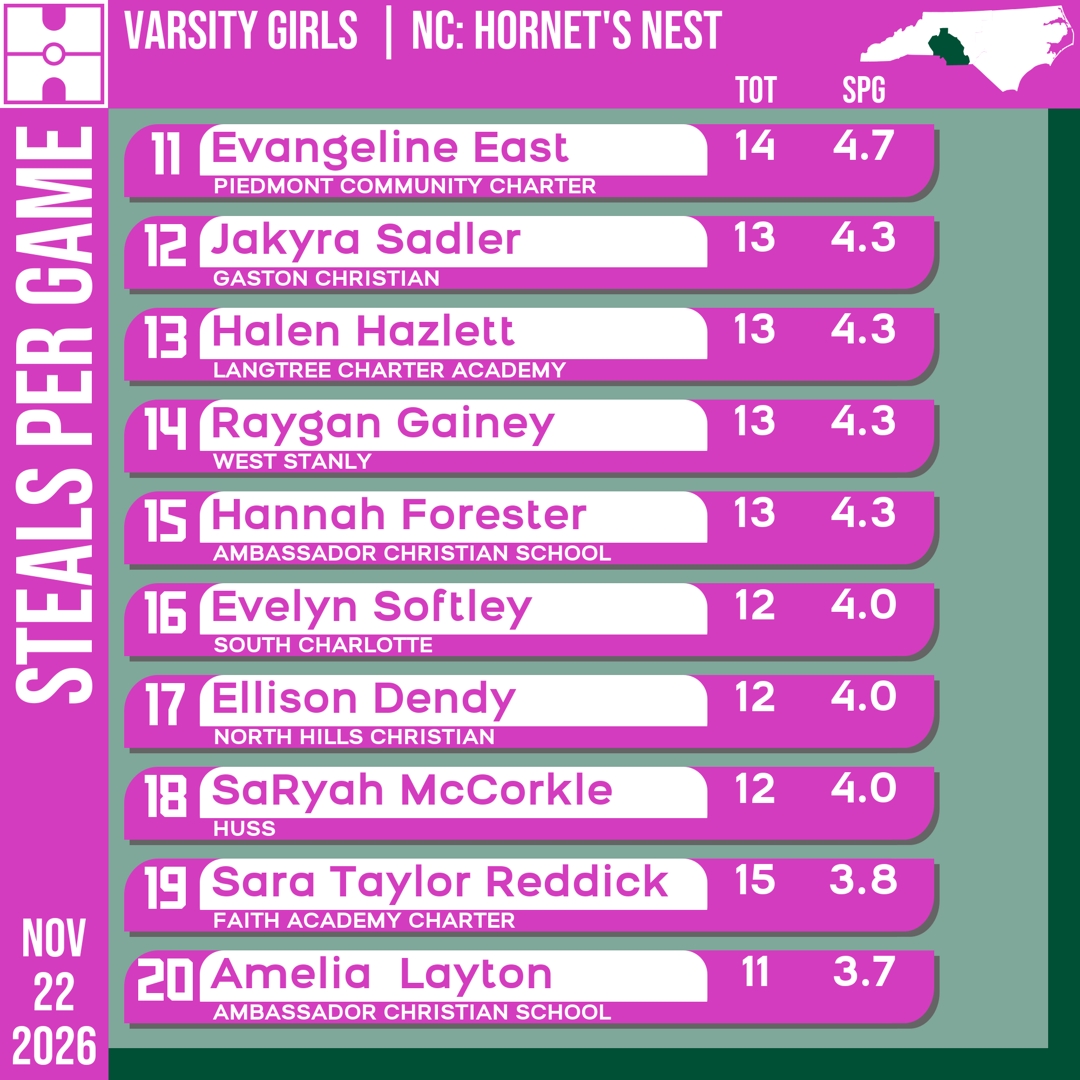 VARSITY GIRLS | NC: HORNET'S NEST
TOT SPG
STEALS PER GAME
11 Evangeline East 14 4.7
PIEDMONT COMMUNITY CHARTER
12 Jakyra Sadler 13 4.3
GASTON CHRISTIAN
13 Halen Hazlett 13 4.3
LANGTREE CHARTER ACADEMY
14 Raygan Gainey 13 4.3
WEST STANLY
15 Hannah Forester 13 4.3
AMBASSADOR CHRISTIAN SCHOOL
16 Evelyn Softley 12 4.0
SOUTH CHARLOTTE
17 Ellison Dendy 12 4.0
NORTH HILLS CHRISTIAN
18 SaRyah McCorkle 12 4.0
HUSS
19 Sara Taylor Reddick 15 3.8
FAITH ACADEMY CHARTER
20 Amelia Layton 11 3.7
AMBASSADOR CHRISTIAN SCHOOL
NOV
22
2026